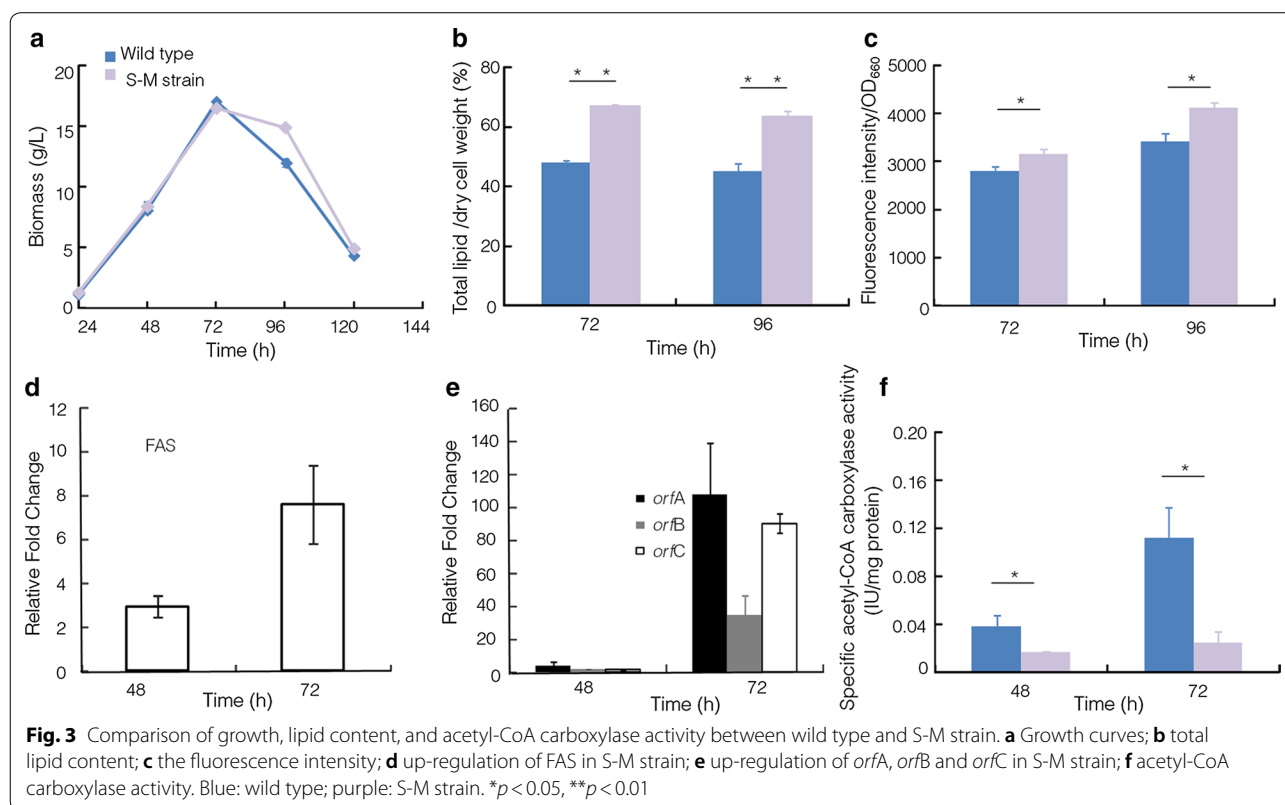 a
Wild type
S-M strain
20
15
10
5
0
Biomass (g/L)
24 48 72 96 120 144
Time (h)
b
80
60
40
20
0
Total lipid /dry cell weight (%)
* *
* *
72 96
Time (h)
c
5000
4000
3000
2000
1000
0
Fluorescence intensity/OD660
*
*
72 96
Time (h)
d
12
10
8
6
4
2
0
Relative Fold Change
FAS
48 72
Time (h)
e
160
140
120
100
80
60
40
20
0
Relative Fold Change
orfA
orfB
orfC
48 72
Time (h)
f
0.20
0.16
0.12
0.08
0.04
0
Specific acetyl-CoA carboxylase activity
(IU/mg protein)
*
*
48 72
Time (h)
Fig. 3 Comparison of growth, lipid content, and acetyl-CoA carboxylase activity between wild type and S-M strain. a Growth curves; b total
lipid content; c the fluorescence intensity; d up-regulation of FAS in S-M strain; e up-regulation of orfA, orfB and orfC in S-M strain; f acetyl-CoA
carboxylase activity. Blue: wild type; purple: S-M strain. *p < 0.05, **p < 0.01